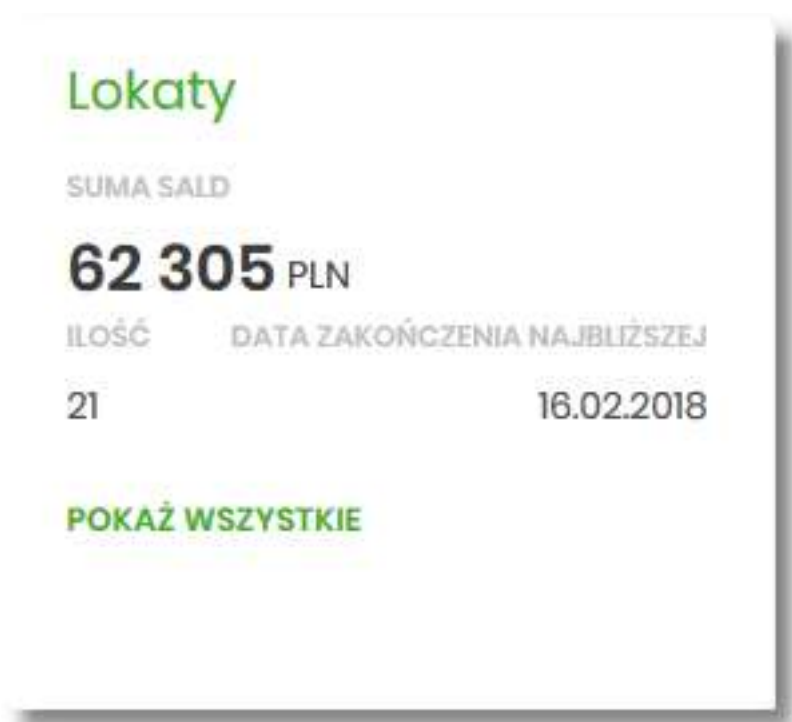 Lokaty
SUMA SALD
62 305 PLN
ILOŚĆ DATA ZAKOŃCZENIA NAJBLIŻSZEJ
21 16.02.2018
POKAŻ WSZYSTKIE